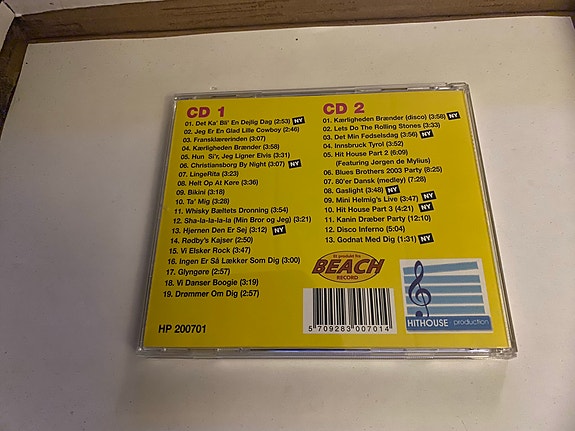 CD 1
01. Det Ka' Bli' En Dejlig Dag (2:53) NY
02. Jeg Er En Glad Lille Cowboy (2:46)
03. Fransklærerinden (3:07)
04. Kærligheden Brænder (3:58)
05. Hun Si'r, Jeg Ligner Elvis (3:31)
06. Christiansborg By Night (3:07) NY
07. LingeRita (3:23)
08. Helt Op At Køre (3:36)
09. Bikini (3:18)
10. Ta' Mig (3:28)
11. Whisky Bæltets Dronning (3:54)
12. Sha-la-la-la-la (Min Bror og Jeg) (3:21)
13. Hjernen Den Er Sej (3:12) NY
14. Rødby's Kajser (2:50)
15. Vi Elsker Rock (3:47)
16. Ingen Er Så Lækker Som Dig (3:00)
17. Glyngøre (2:57)
18. Vi Danser Boogie (3:19)
19. Drømmer Om Dig (2:57)
HP 200701
CD 2
01. Kærligheden Brænder (disco) (3:56) NY
02. Lets Do The Rolling Stones (3:33)
03. Det Min Fødselsdag (3:56) NY
04. Innsbruck Tyrol (3:52)
05. Hit House Part 2 (6:09)
(Featuring Jørgen de Mylius)
06. Blues Brothers 2003 Party (8:25)
07. 80'er Dansk (medley) (7:28)
08. Gaslight (3:48) NY
09. Mini Helmig's Live (3:47) NY
10. Hit House Part 3 (4:21) NY
11. Kanin Dræber Party (12:10)
12. Disco Inferno (5:04)
13. Godnat Med Dig (1:31) NY
Et produkt fra
BEACH
RECORD
5 709283 007014
HITHOUSE production